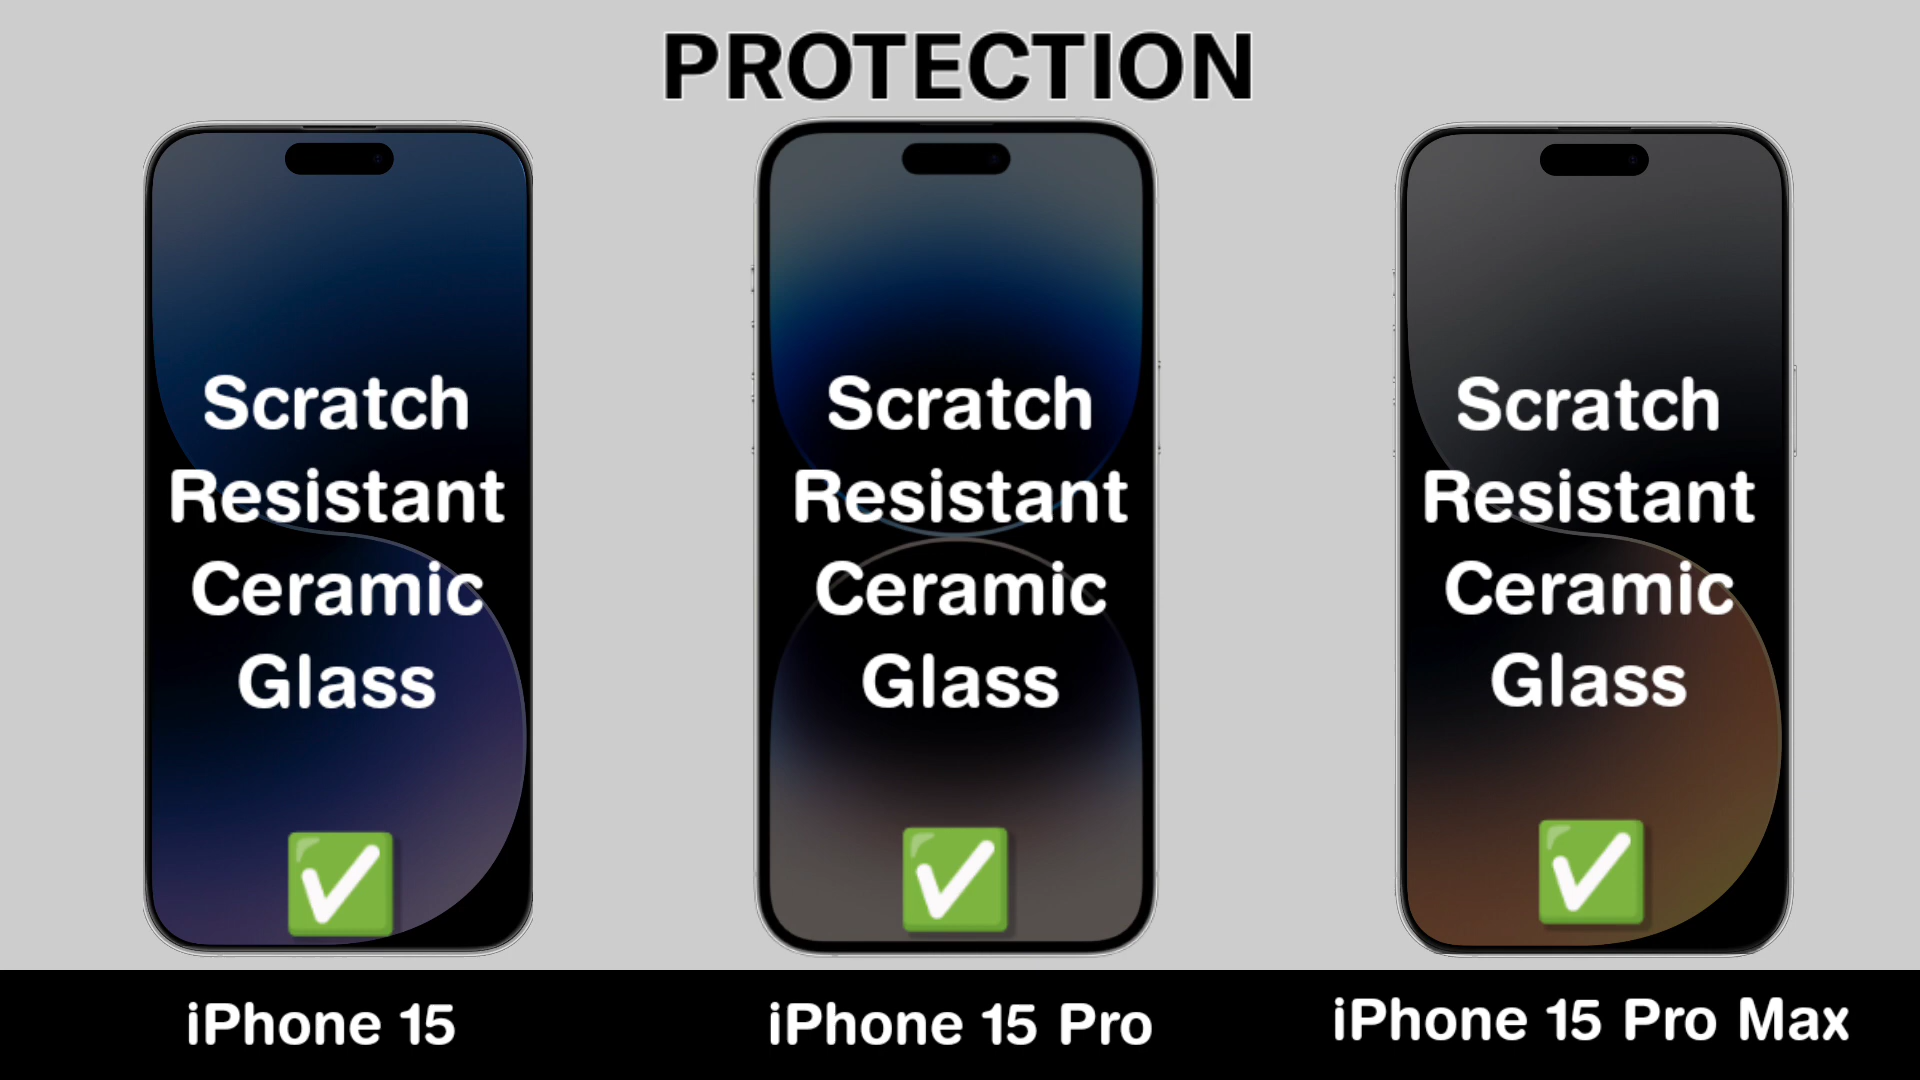 PROTECTION
Scratch
Resistant
Ceramic
Glass
Scratch
Resistant
Ceramic
Glass
Scratch
Resistant
Ceramic
Glass
iPhone 15
iPhone 15 Pro
iPhone 15 Pro Max